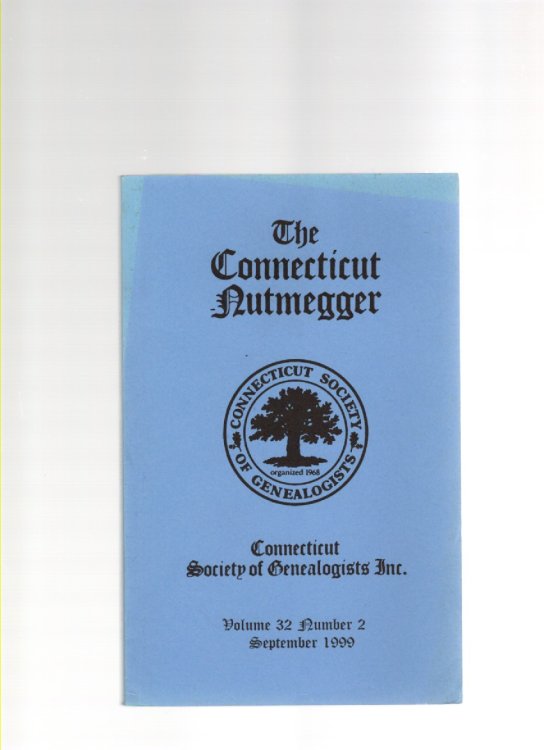 The
Connecticut
Nutmegger
CONNECTICUT SOCIETY
OF GENEALOGISTS
organized 1968
Connecticut
Society of Genealogists Inc.
Volume 32 Number 2
September 1999